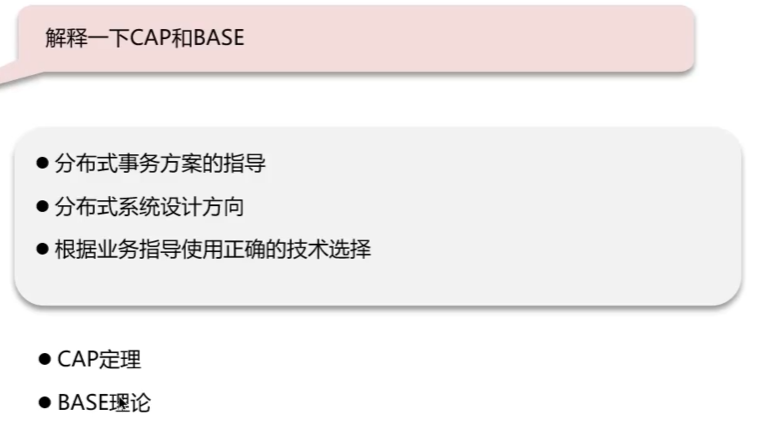 解释一下CAP和BASE
● 分布式事务方案的指导
● 分布式系统设计方向
● 根据业务指导使用正确的技术选择
● CAP定理
● BASE理论